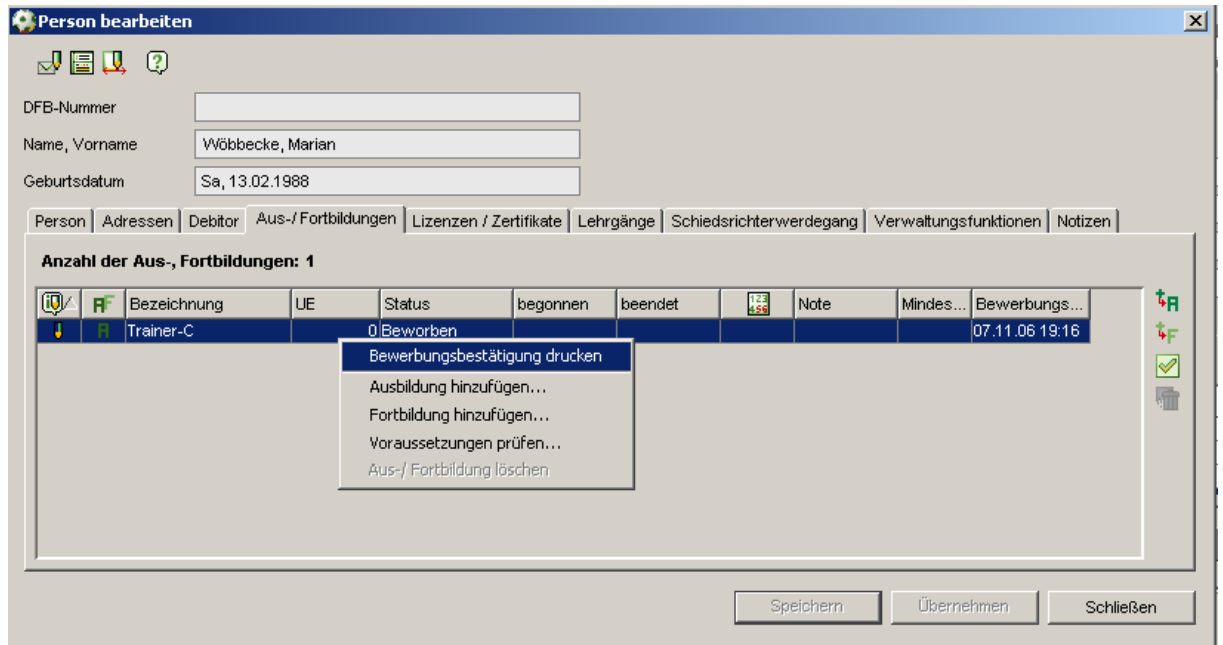 Person bearbeiten
DFB-Nummer
Name, Vorname Wöbbecke, Marian
Geburtsdatum Sa, 13.02.1988
Person Adressen Debitor Aus-/ Fortbildungen Lizenzen / Zertifikate Lehrgänge Schiedsrichterwerdegang Verwaltungsfunktionen Notizen
Anzahl der Aus-, Fortbildungen: 1
AF Bezeichnung UE Status begonnen beendet 123 456 Note Mindes... Bewerbungs...
A Trainer-C 0 Beworben 07.11.06 19:16
Bewerbungsbestätigung drucken
Ausbildung hinzufügen...
Fortbildung hinzufügen...
Voraussetzungen prüfen...
Aus-/ Fortbildung löschen
A
F
Speichern Übernehmen Schließen